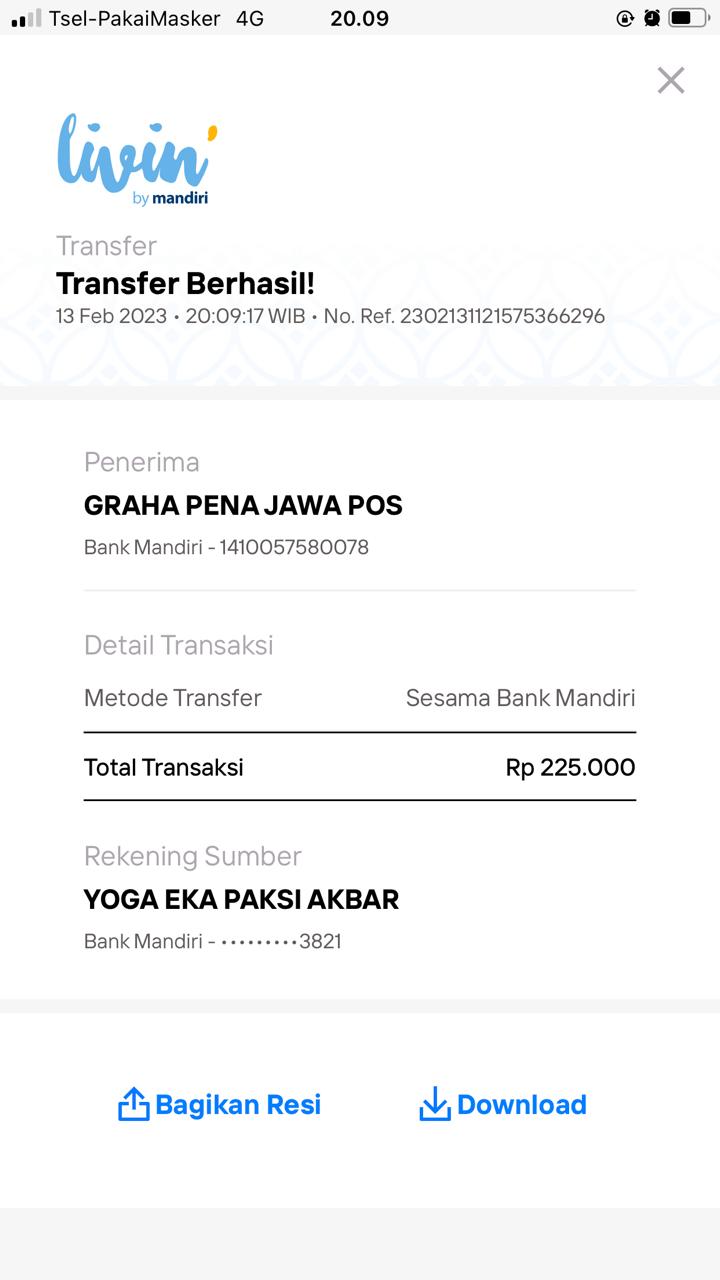 Tsel-PakaiMasker 4G 20.09
livin'
by mandiri
Transfer
Transfer Berhasil!
13 Feb 2023 • 20:09:17 WIB • No. Ref. 2302131121575366296
Penerima
GRAHA PENA JAWA POS
Bank Mandiri - 1410057580078
Detail Transaksi
Metode Transfer Sesama Bank Mandiri
Total Transaksi Rp 225.000
Rekening Sumber
YOGA EKA PAKSI AKBAR
Bank Mandiri - •••••••••3821
Bagikan Resi Download